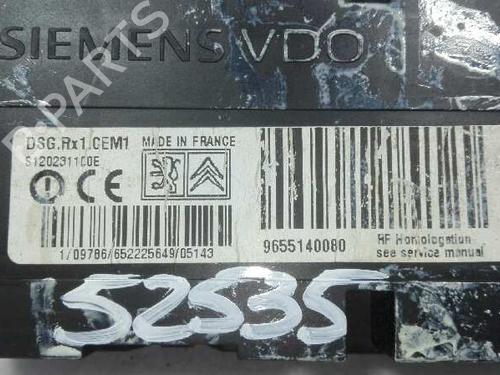 SIEMENS VDO
DSG.Rx1.CEM1 MADE IN FRANCE
S120231100E
CE
1/09786/652225649/05143
9655140080
RF Homologation
see service manual
52535